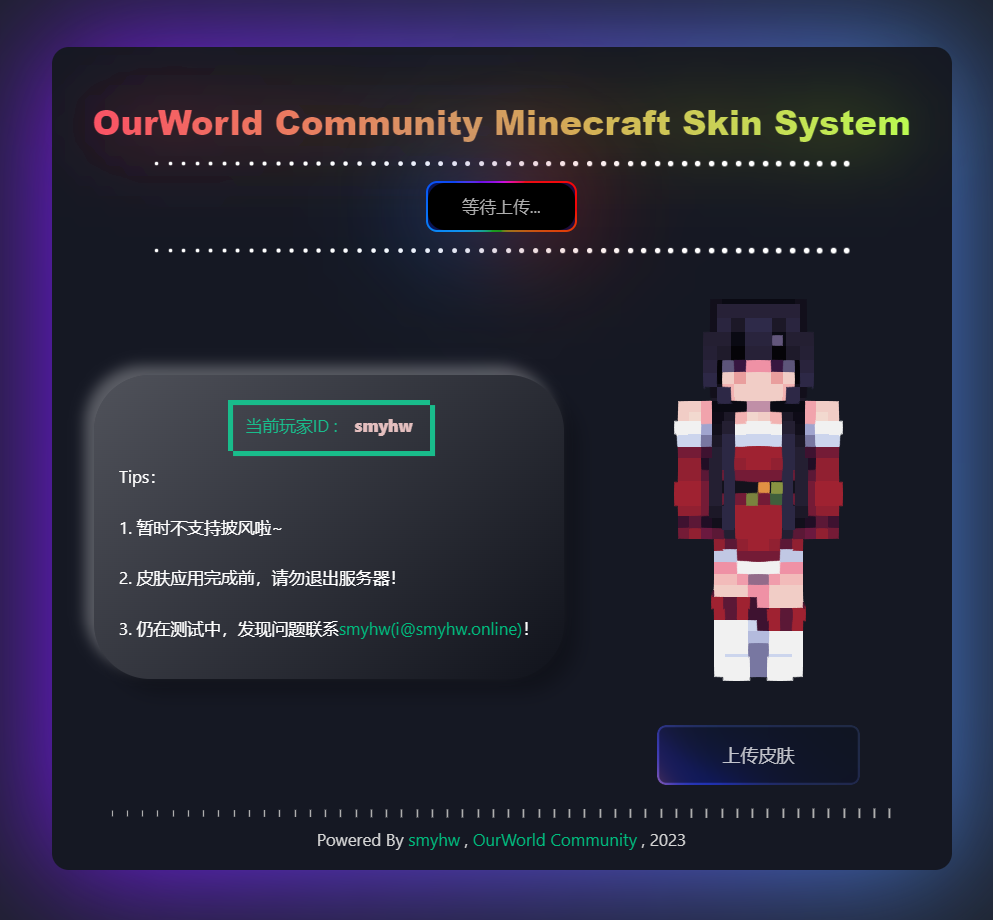 OurWorld Community Minecraft Skin System
等待上传...
当前玩家ID： smyhw
Tips：
1. 暂时不支持披风啦~
2. 皮肤应用完成前，请勿退出服务器！
3. 仍在测试中，发现问题联系smyhw(i@smyhw.online)！
上传皮肤
Powered By smyhw , OurWorld Community , 2023